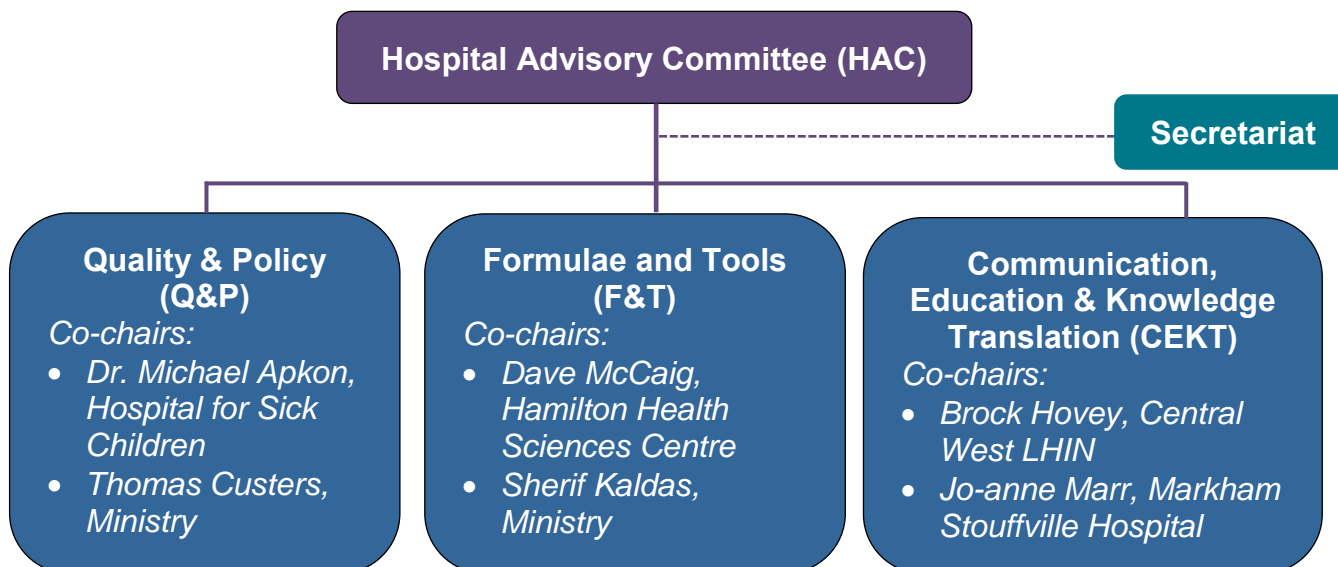 Hospital Advisory Committee (HAC)
Secretariat
Quality & Policy
(Q&P)
Co-chairs:
• Dr. Michael Apkon,
Hospital for Sick
Children
• Thomas Custers,
Ministry
Formulae and Tools
(F&T)
Co-chairs:
• Dave McCaig,
Hamilton Health
Sciences Centre
• Sherif Kaldas,
Ministry
Communication,
Education & Knowledge
Translation (CEKT)
Co-chairs:
• Brock Hovey, Central
West LHIN
• Jo-anne Marr, Markham
Stouffville Hospital